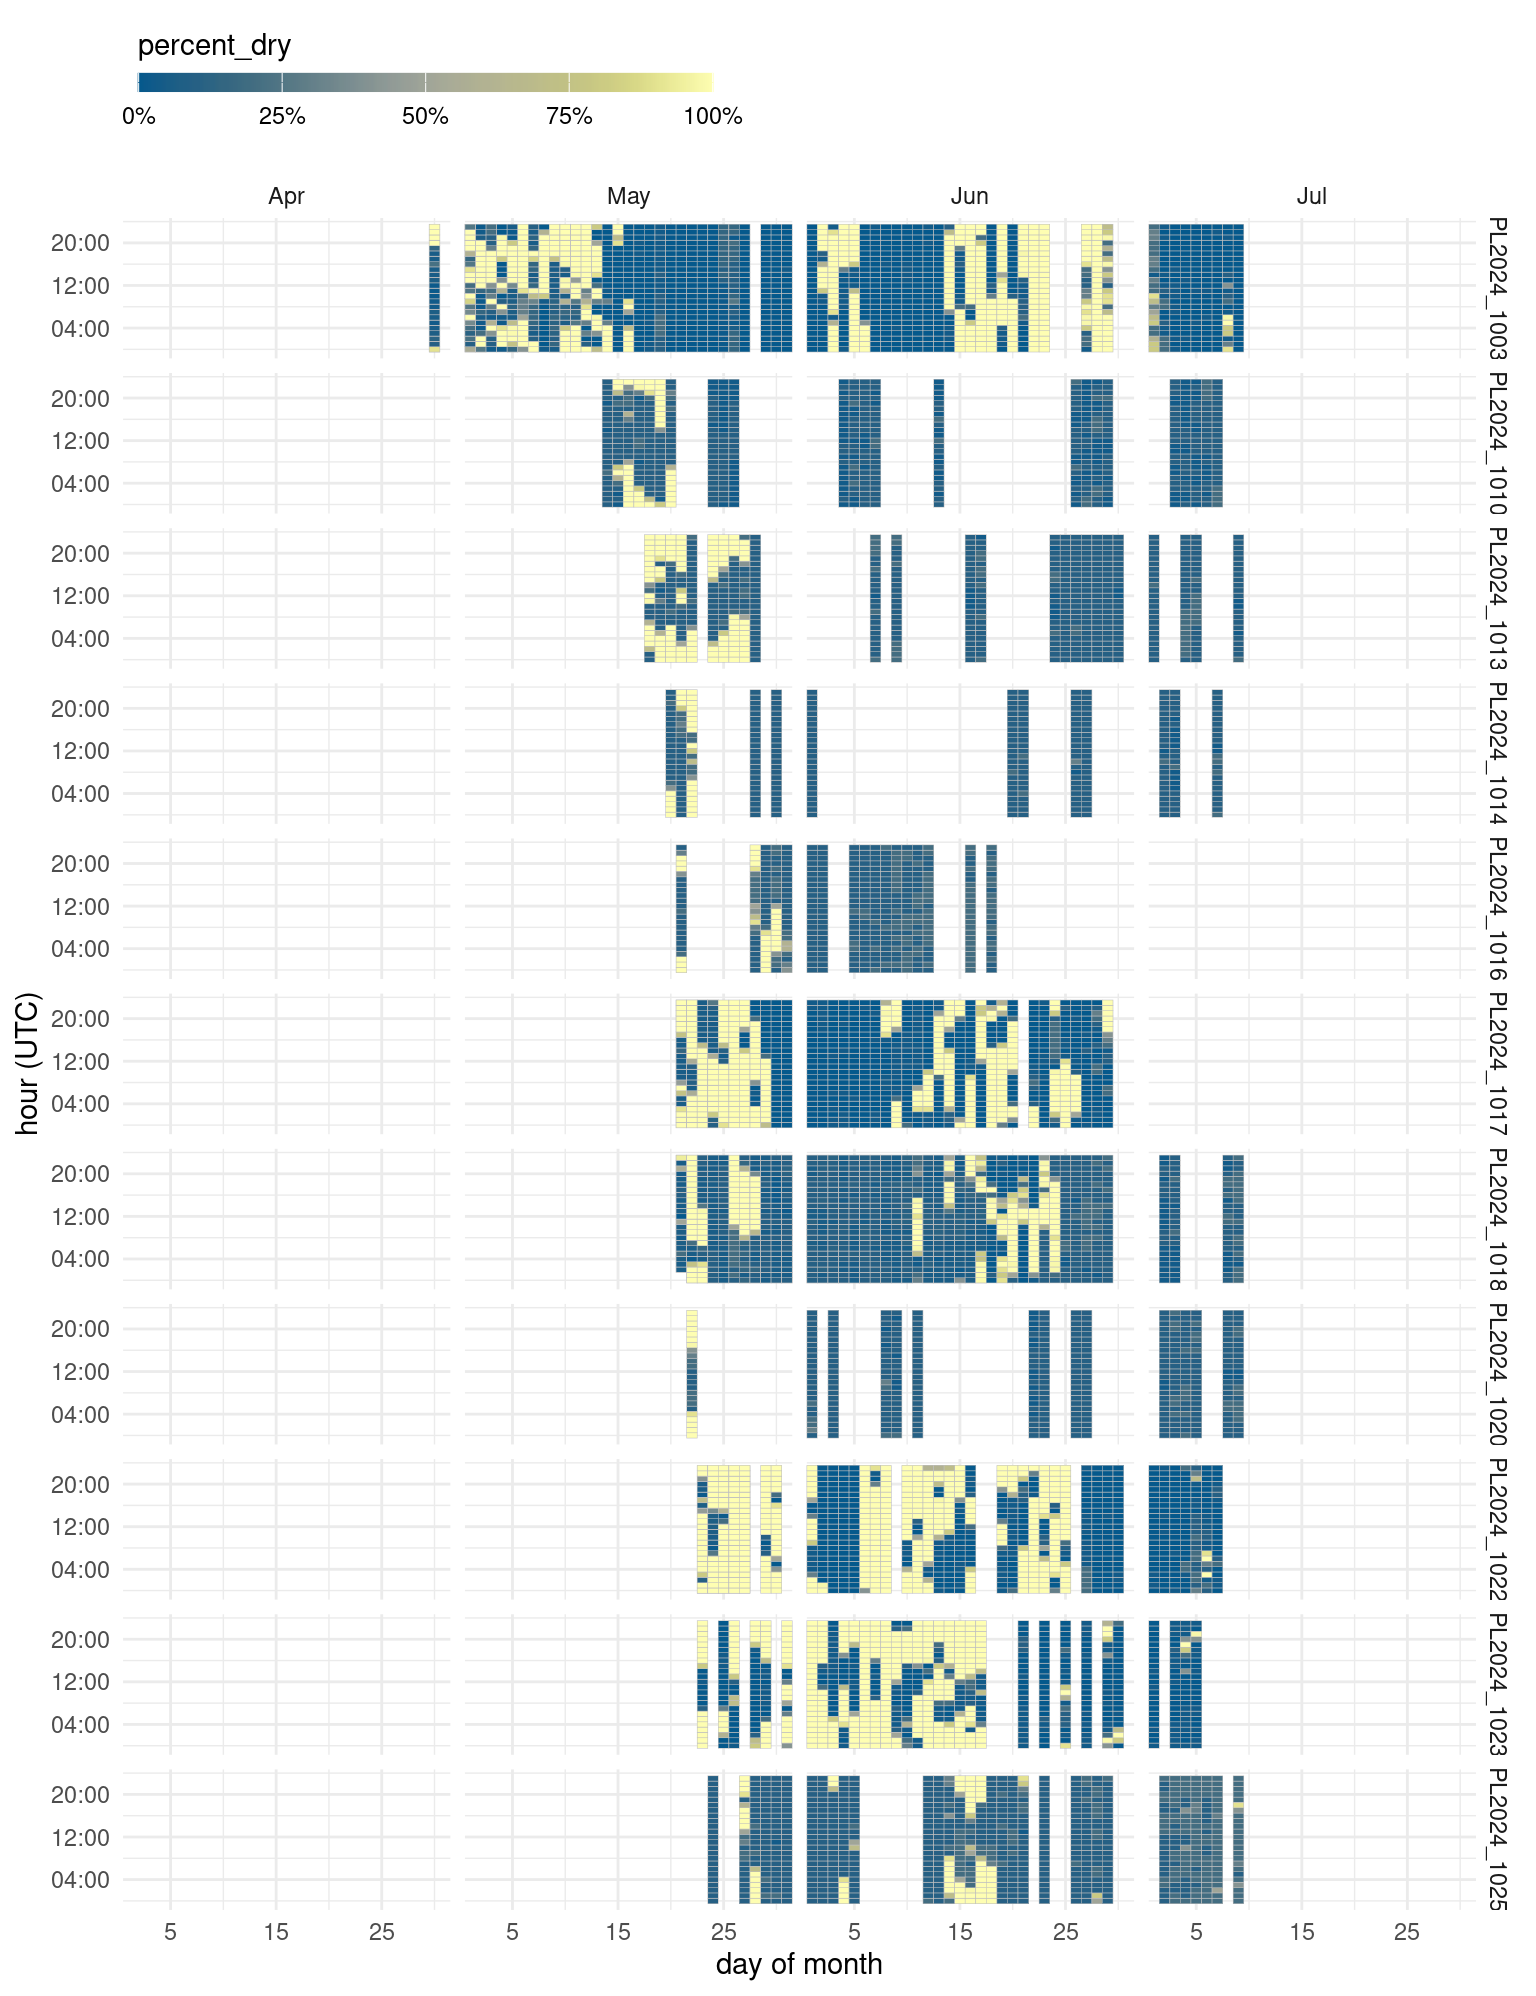 percent_dry
0% 25% 50% 75% 100%
Apr May Jun Jul
20:00
12:00
04:00
PL2024_1003
20:00
12:00
04:00
PL2024_1010
20:00
12:00
04:00
PL2024_1013
20:00
12:00
04:00
PL2024_1014
20:00
12:00
04:00
PL2024_1016
hour (UTC)
20:00
12:00
04:00
PL2024_1017
20:00
12:00
04:00
PL2024_1018
20:00
12:00
04:00
PL2024_1020
20:00
12:00
04:00
PL2024_1022
20:00
12:00
04:00
PL2024_1023
20:00
12:00
04:00
PL2024_1025
5 15 25 5 15 25 5 15 25 5 15 25
day of month